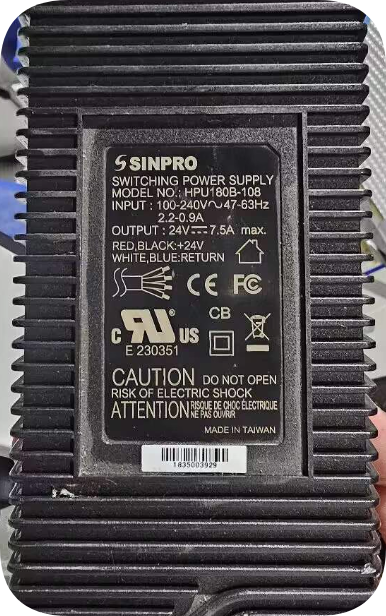 SINPRO
SWITCHING POWER SUPPLY
MODEL NO.: HPU180B-108
INPUT : 100-240V∿47-63Hz
2.2-0.9A
OUTPUT : 24V⎓7.5A max.
RED,BLACK:+24V
WHITE,BLUE:RETURN
CE FC
CB
c RU ® US
E 230351
CAUTION DO NOT OPEN
RISK OF ELECTRIC SHOCK
ATTENTION RISQUE DE CHOC ÉLECTRIQUE
NE PAS OUVRIR
MADE IN TAIWAN
1835003929